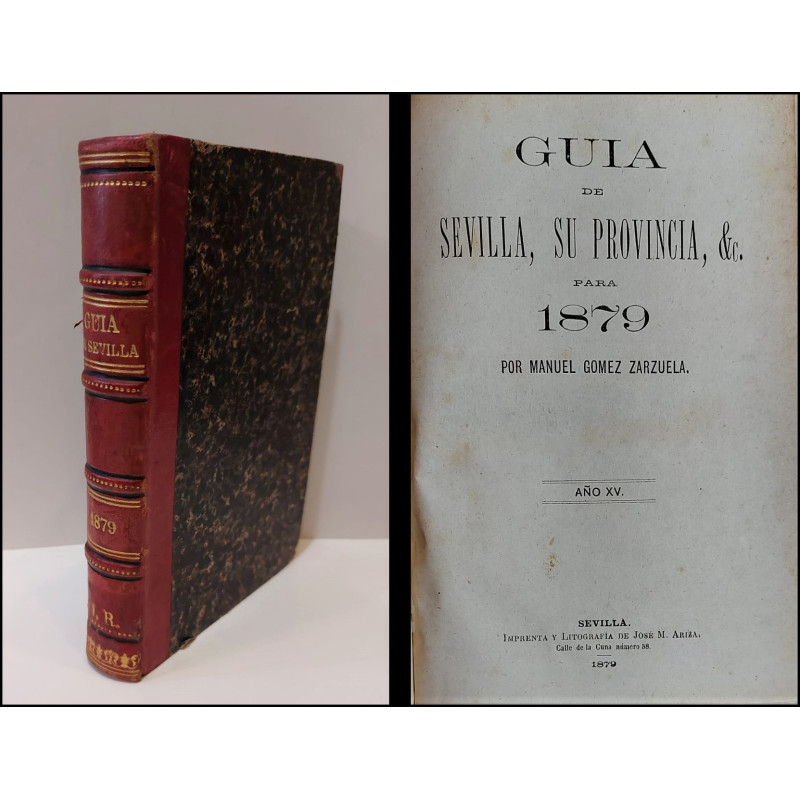 GUIA
SEVILLA
1879
R.
GUIA
DE
SEVILLA, SU PROVINCIA, &c.
PARA
1879
POR MANUEL GOMEZ ZARZUELA.
AÑO XV.
SEVILLA.
IMPRENTA Y LITOGRAFÍA DE JOSÉ M. ARIZA.
Calle de la Cuna número 58.
1879